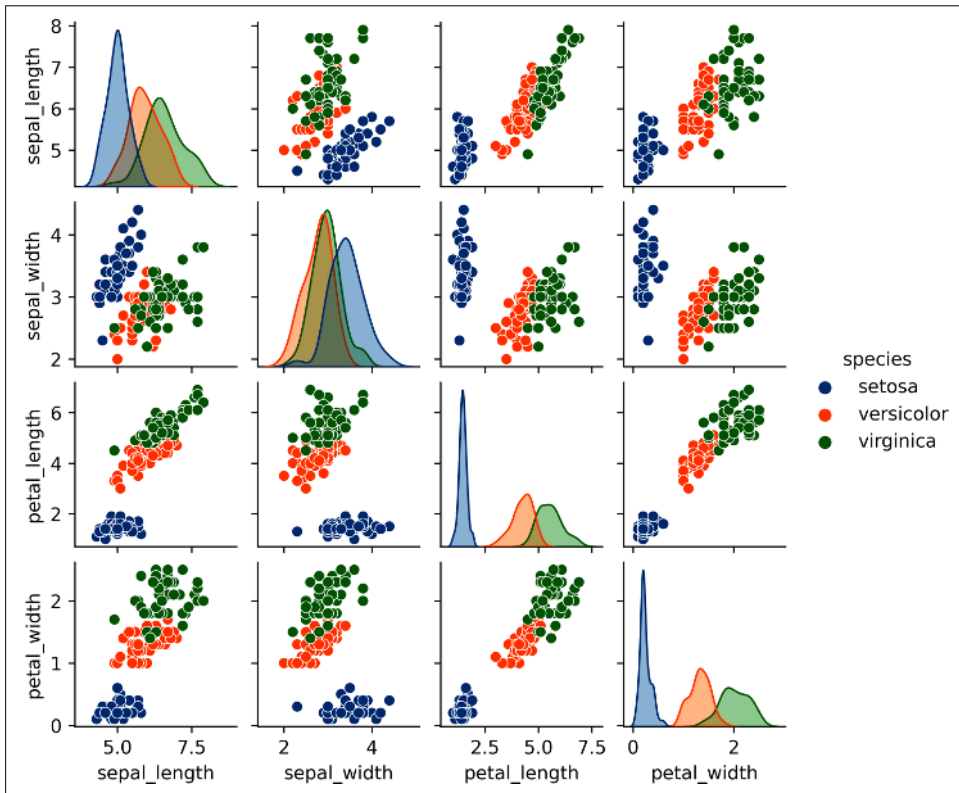 8
7
6
5
sepal_length
4
3
2
sepal_width
6
4
2
petal_length
2
1
0
petal_width
5.0 7.5
sepal_length
2 4
sepal_width
2.5 5.0 7.5
petal_length
0 2
petal_width
species
setosa
versicolor
virginica